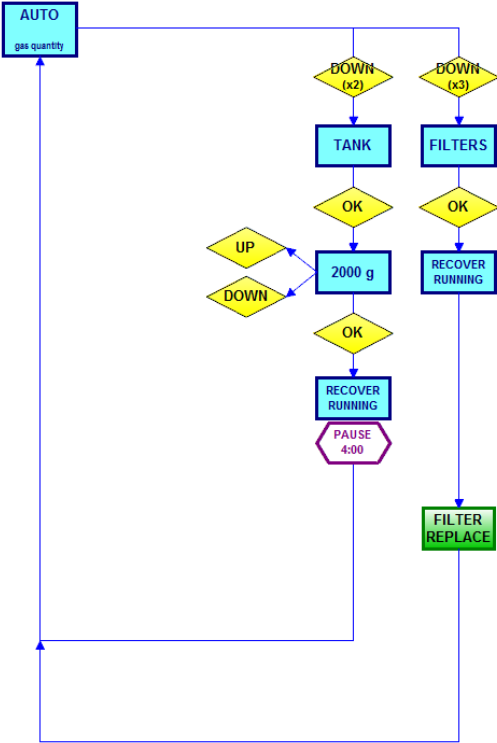 AUTO
gas quantity
DOWN
(x2)
DOWN
(x3)
TANK
FILTERS
OK
OK
UP
DOWN
2000 g
RECOVER
RUNNING
OK
RECOVER
RUNNING
PAUSE
4:00
FILTER
REPLACE